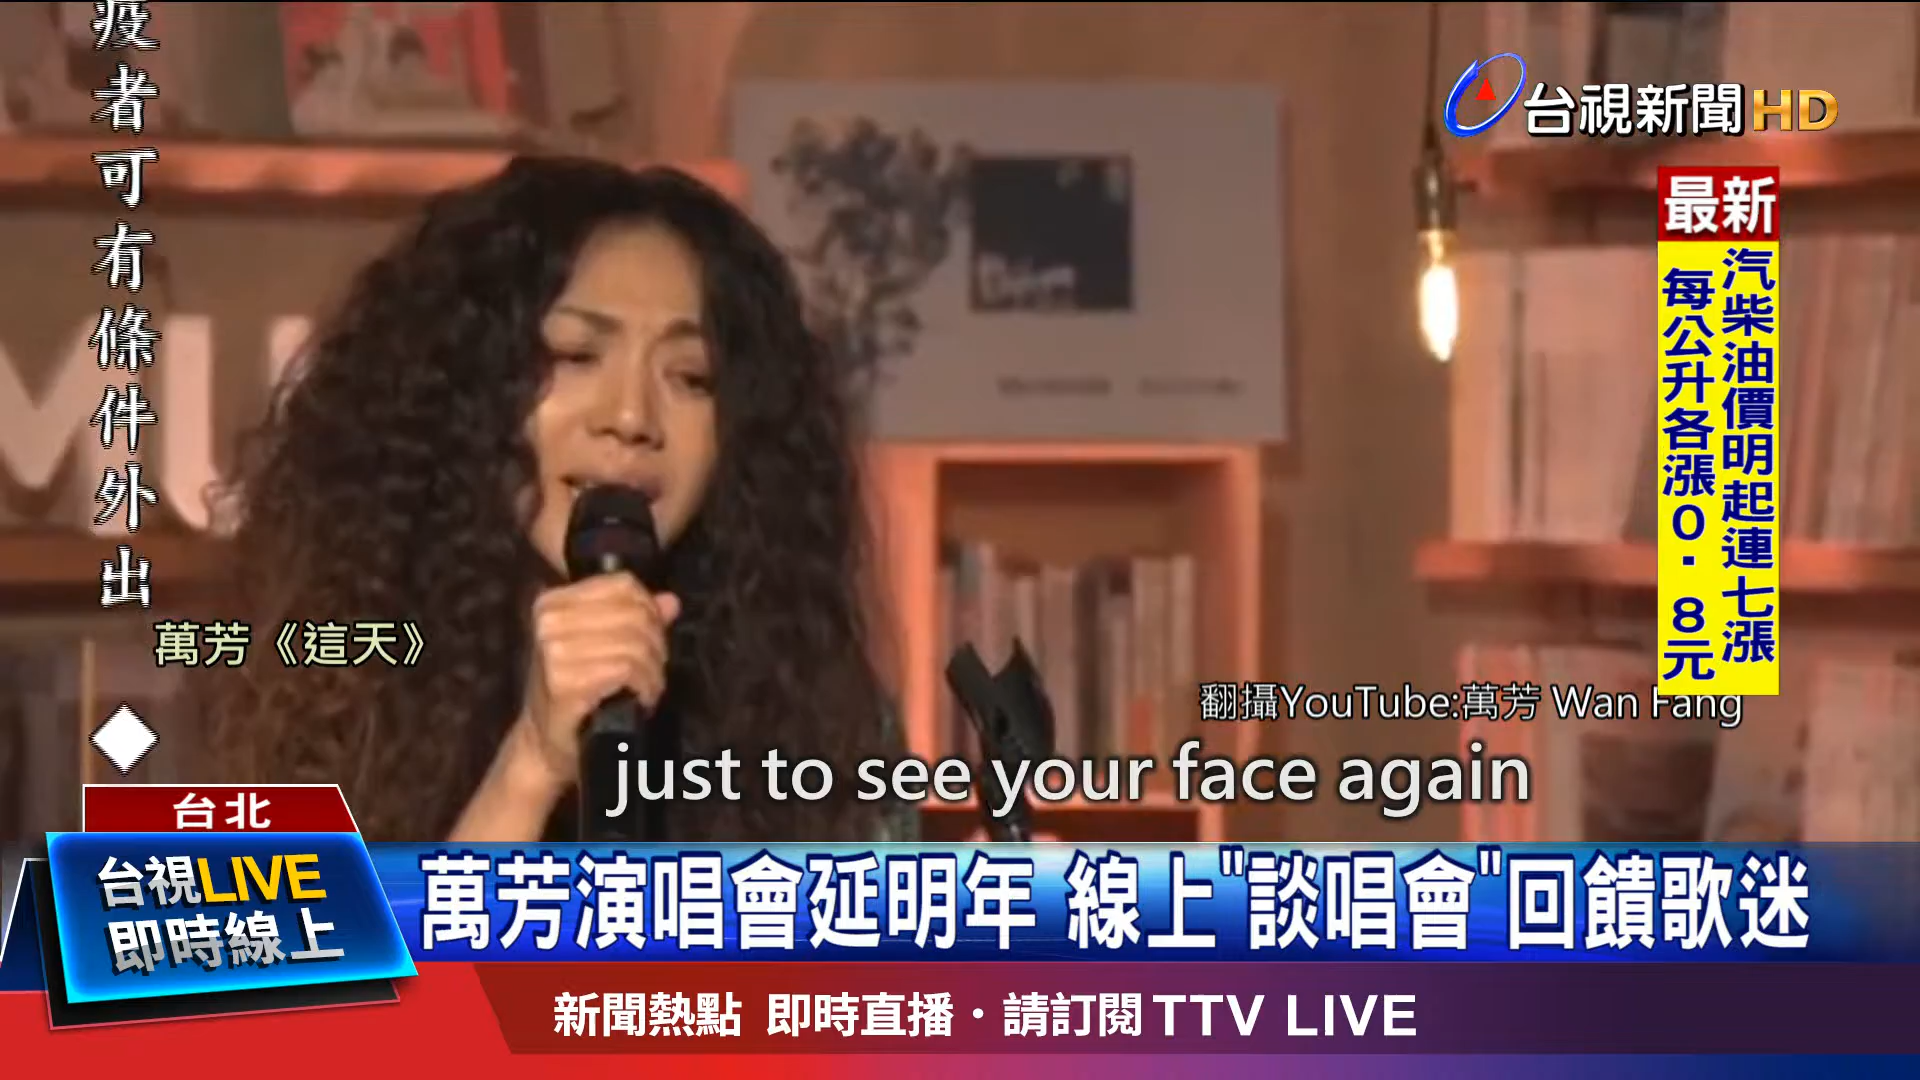 疫者可有條件外出
台視新聞HD
最新
汽柴油價明起連七漲
每公升各漲0.8元
萬芳《這天》
翻攝YouTube:萬芳 Wan Fang
just to see your face again
台北
台視LIVE
即時線上
萬芳演唱會延明年 線上"談唱會"回饋歌迷
新聞熱點 即時直播·請訂閱TTV LIVE